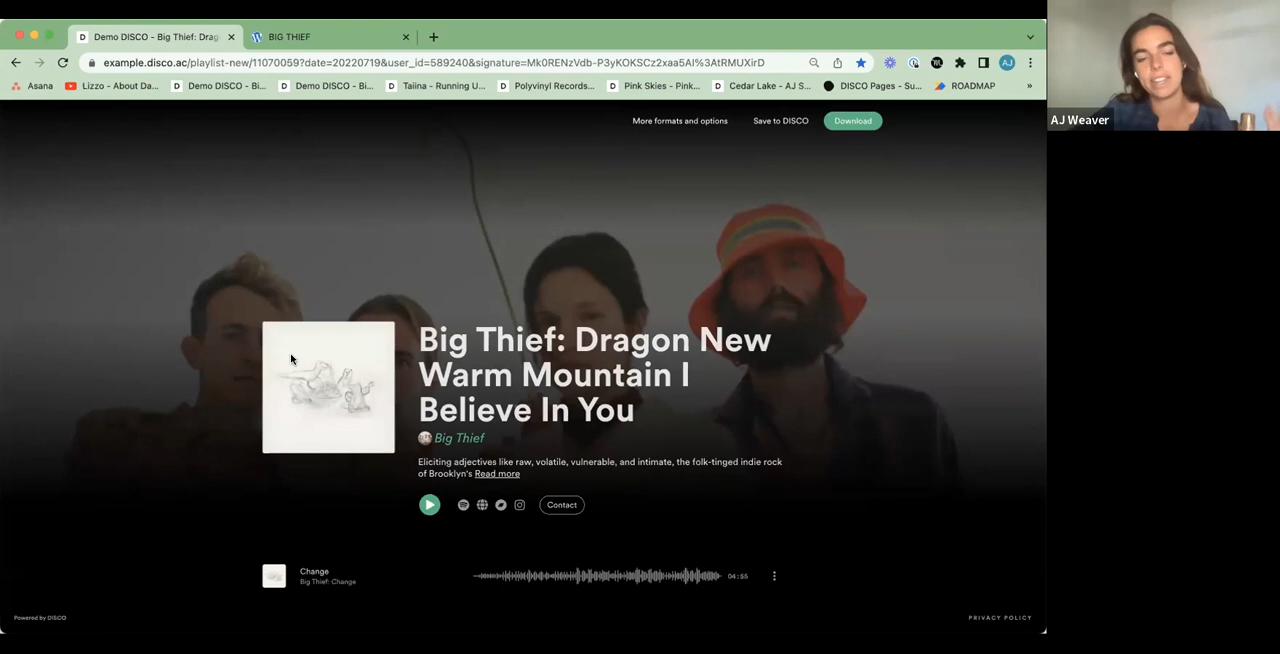 Demo DISCO - Big Thief: Drag
BIG THIEF
example.disco.ac/playlist-new/11070059?date=20220719&user_id=596240&signature=Mk0RENzVdb-P3yKOKSCz2xaa5AI%3AtRMUXirD
AJ
Asana
Lizzo - About Da...
Demo DISCO - Bi...
Demo DISCO - Bi...
Taiina - Running U...
Polyvinyl Records...
Pink Skies - Pink...
Cedar Lake - AJ S...
DISCO Pages - Su...
ROADMAP
»
AJ Weaver
More formats and options
Save to DISCO
Download
Big Thief: Dragon New
Warm Mountain I
Believe In You
Big Thief
Eliciting adjectives like raw, volatile, vulnerable, and intimate, the folk-tinged indie rock
of Brooklyn's Read more
Contact
Change
Big Thief: Change
04:55
Powered by DISCO
PRIVACY POLICY